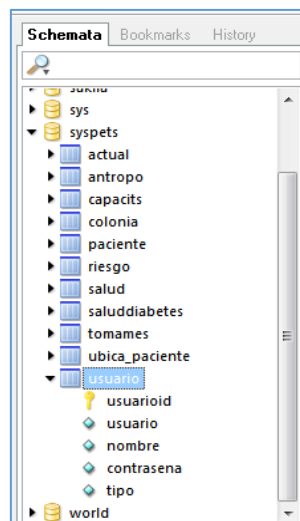 Schemata Bookmarks History
sakila
sys
syspets
actual
antropo
capacits
colonia
paciente
riesgo
salud
saluddiabetes
tomames
ubica_paciente
usuario
usuarioid
usuario
nombre
contrasena
tipo
world